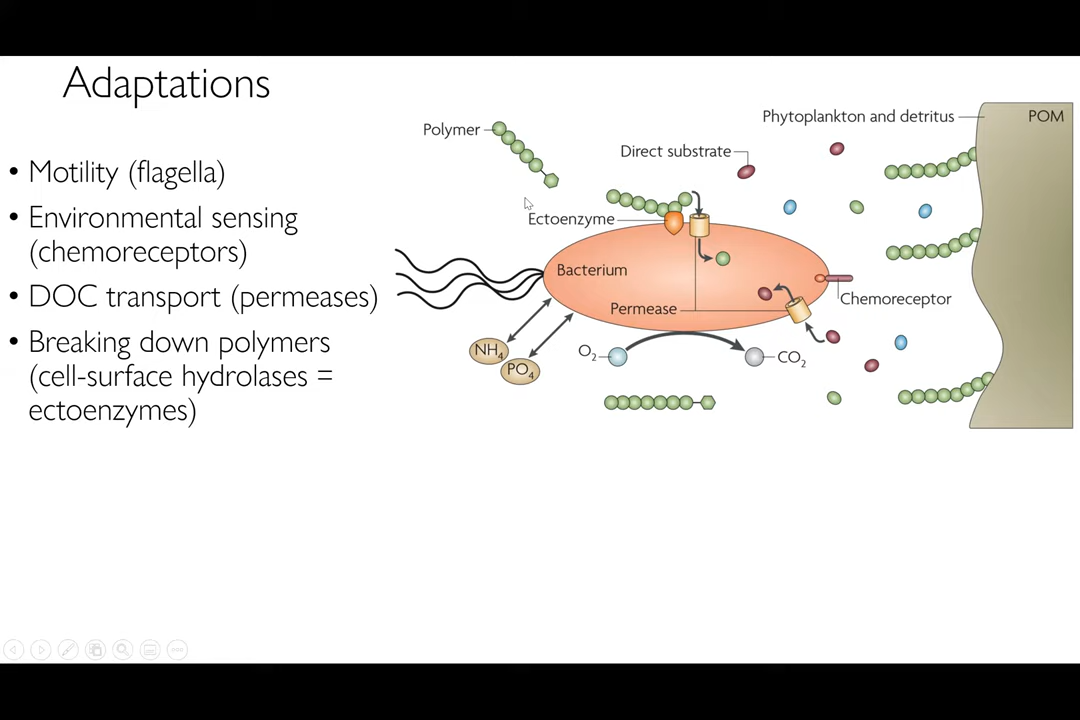 Adaptations
• Motility (flagella)
• Environmental sensing
(chemoreceptors)
• DOC transport (permeases)
• Breaking down polymers
(cell-surface hydrolases =
ectoenzymes)
Phytoplankton and detritus
POM
Polymer
Direct substrate
Ectoenzyme
Bacterium
Chemoreceptor
Permease
NH₄
PO₄
O₂
CO₂